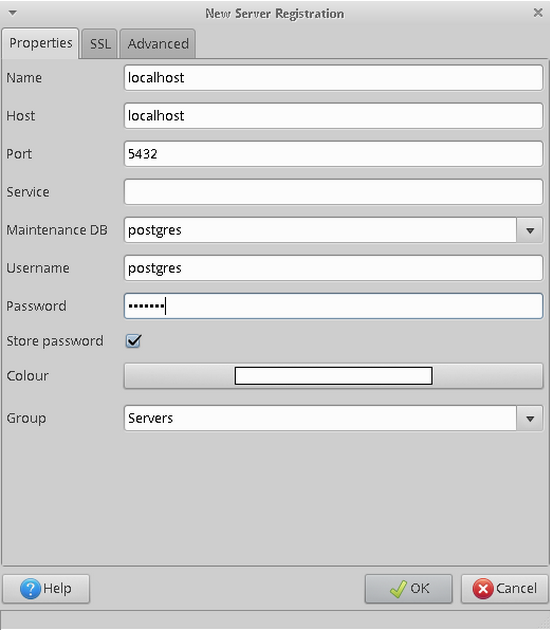 New Server Registration
Properties SSL Advanced
Name localhost
Host localhost
Port 5432
Service
Maintenance DB postgres
Username postgres
Password •••••••
Store password
Colour
Group Servers
Help OK Cancel